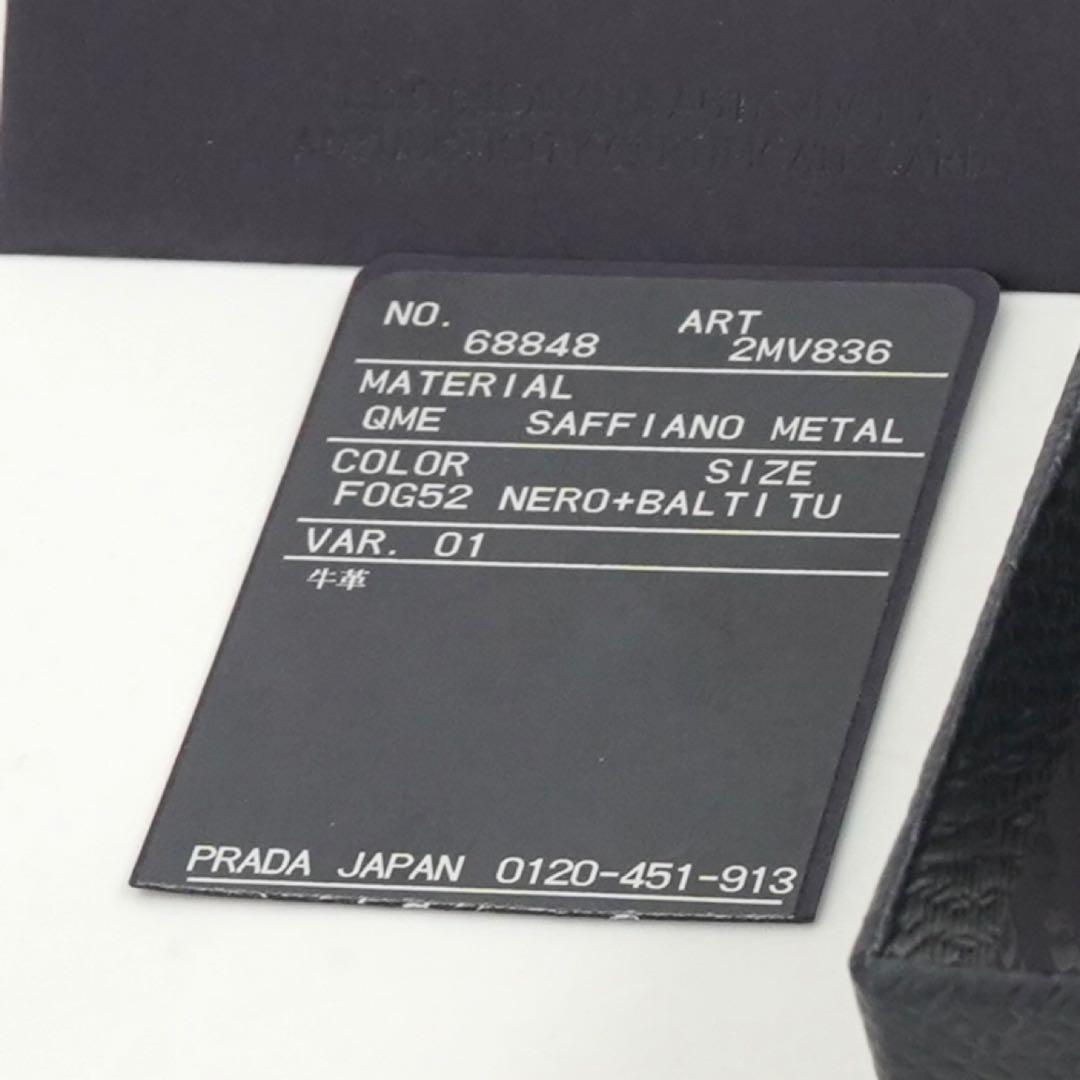 NO. ART
68848 2MV836
MATERIAL
QME SAFFIANO METAL
COLOR SIZE
F0G52 NERO+BALTI TU
VAR. 01
牛革
PRADA JAPAN 0120-451-913